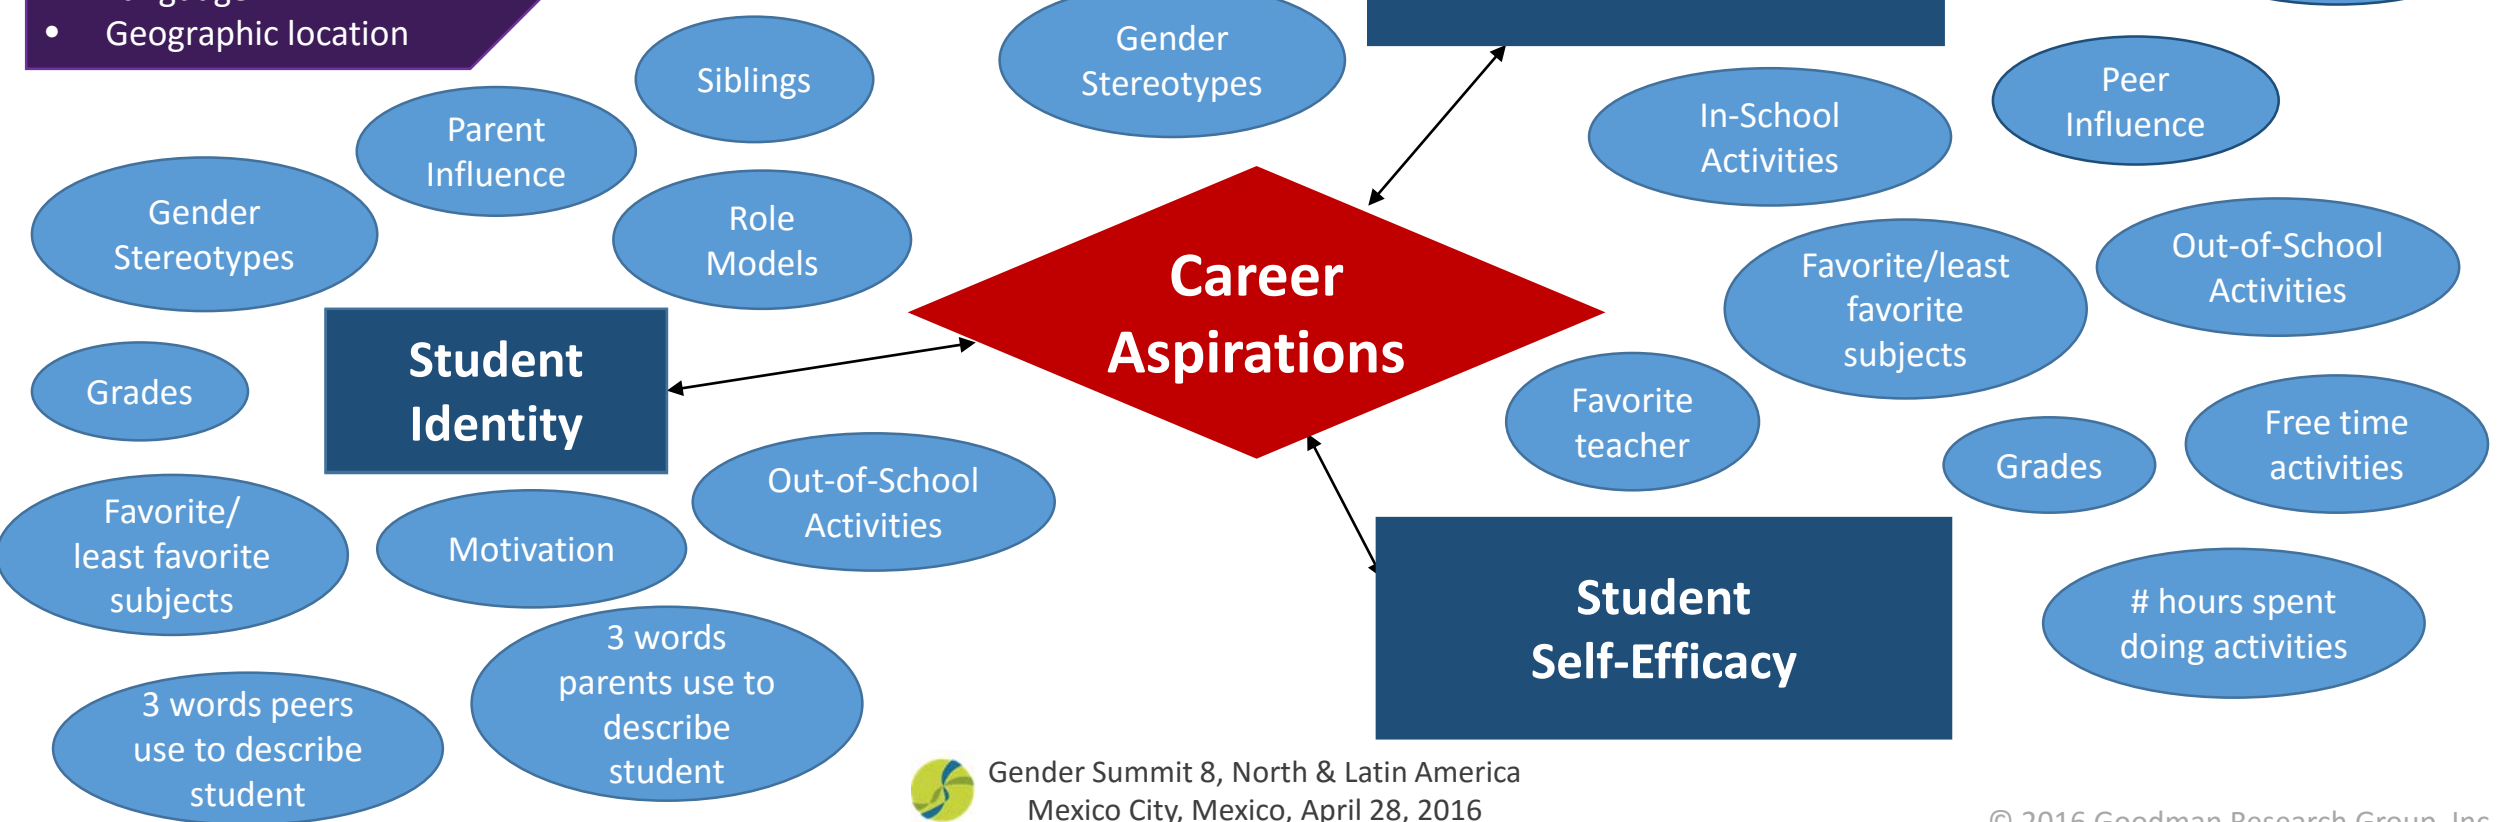 • Geographic location
Siblings
Gender
Stereotypes
Peer
Influence
In-School
Activities
Parent
Influence
Gender
Stereotypes
Role
Models
Career
Aspirations
Favorite/least
favorite
subjects
Out-of-School
Activities
Student
Identity
Grades
Favorite
teacher
Grades
Free time
activities
Favorite/
least favorite
subjects
Motivation
Out-of-School
Activities
Student
Self-Efficacy
# hours spent
doing activities
3 words
parents use to
describe
student
3 words peers
use to describe
student
Gender Summit 8, North & Latin America
Mexico City, Mexico, April 28, 2016
© 2016 Goodman Research Group, Inc